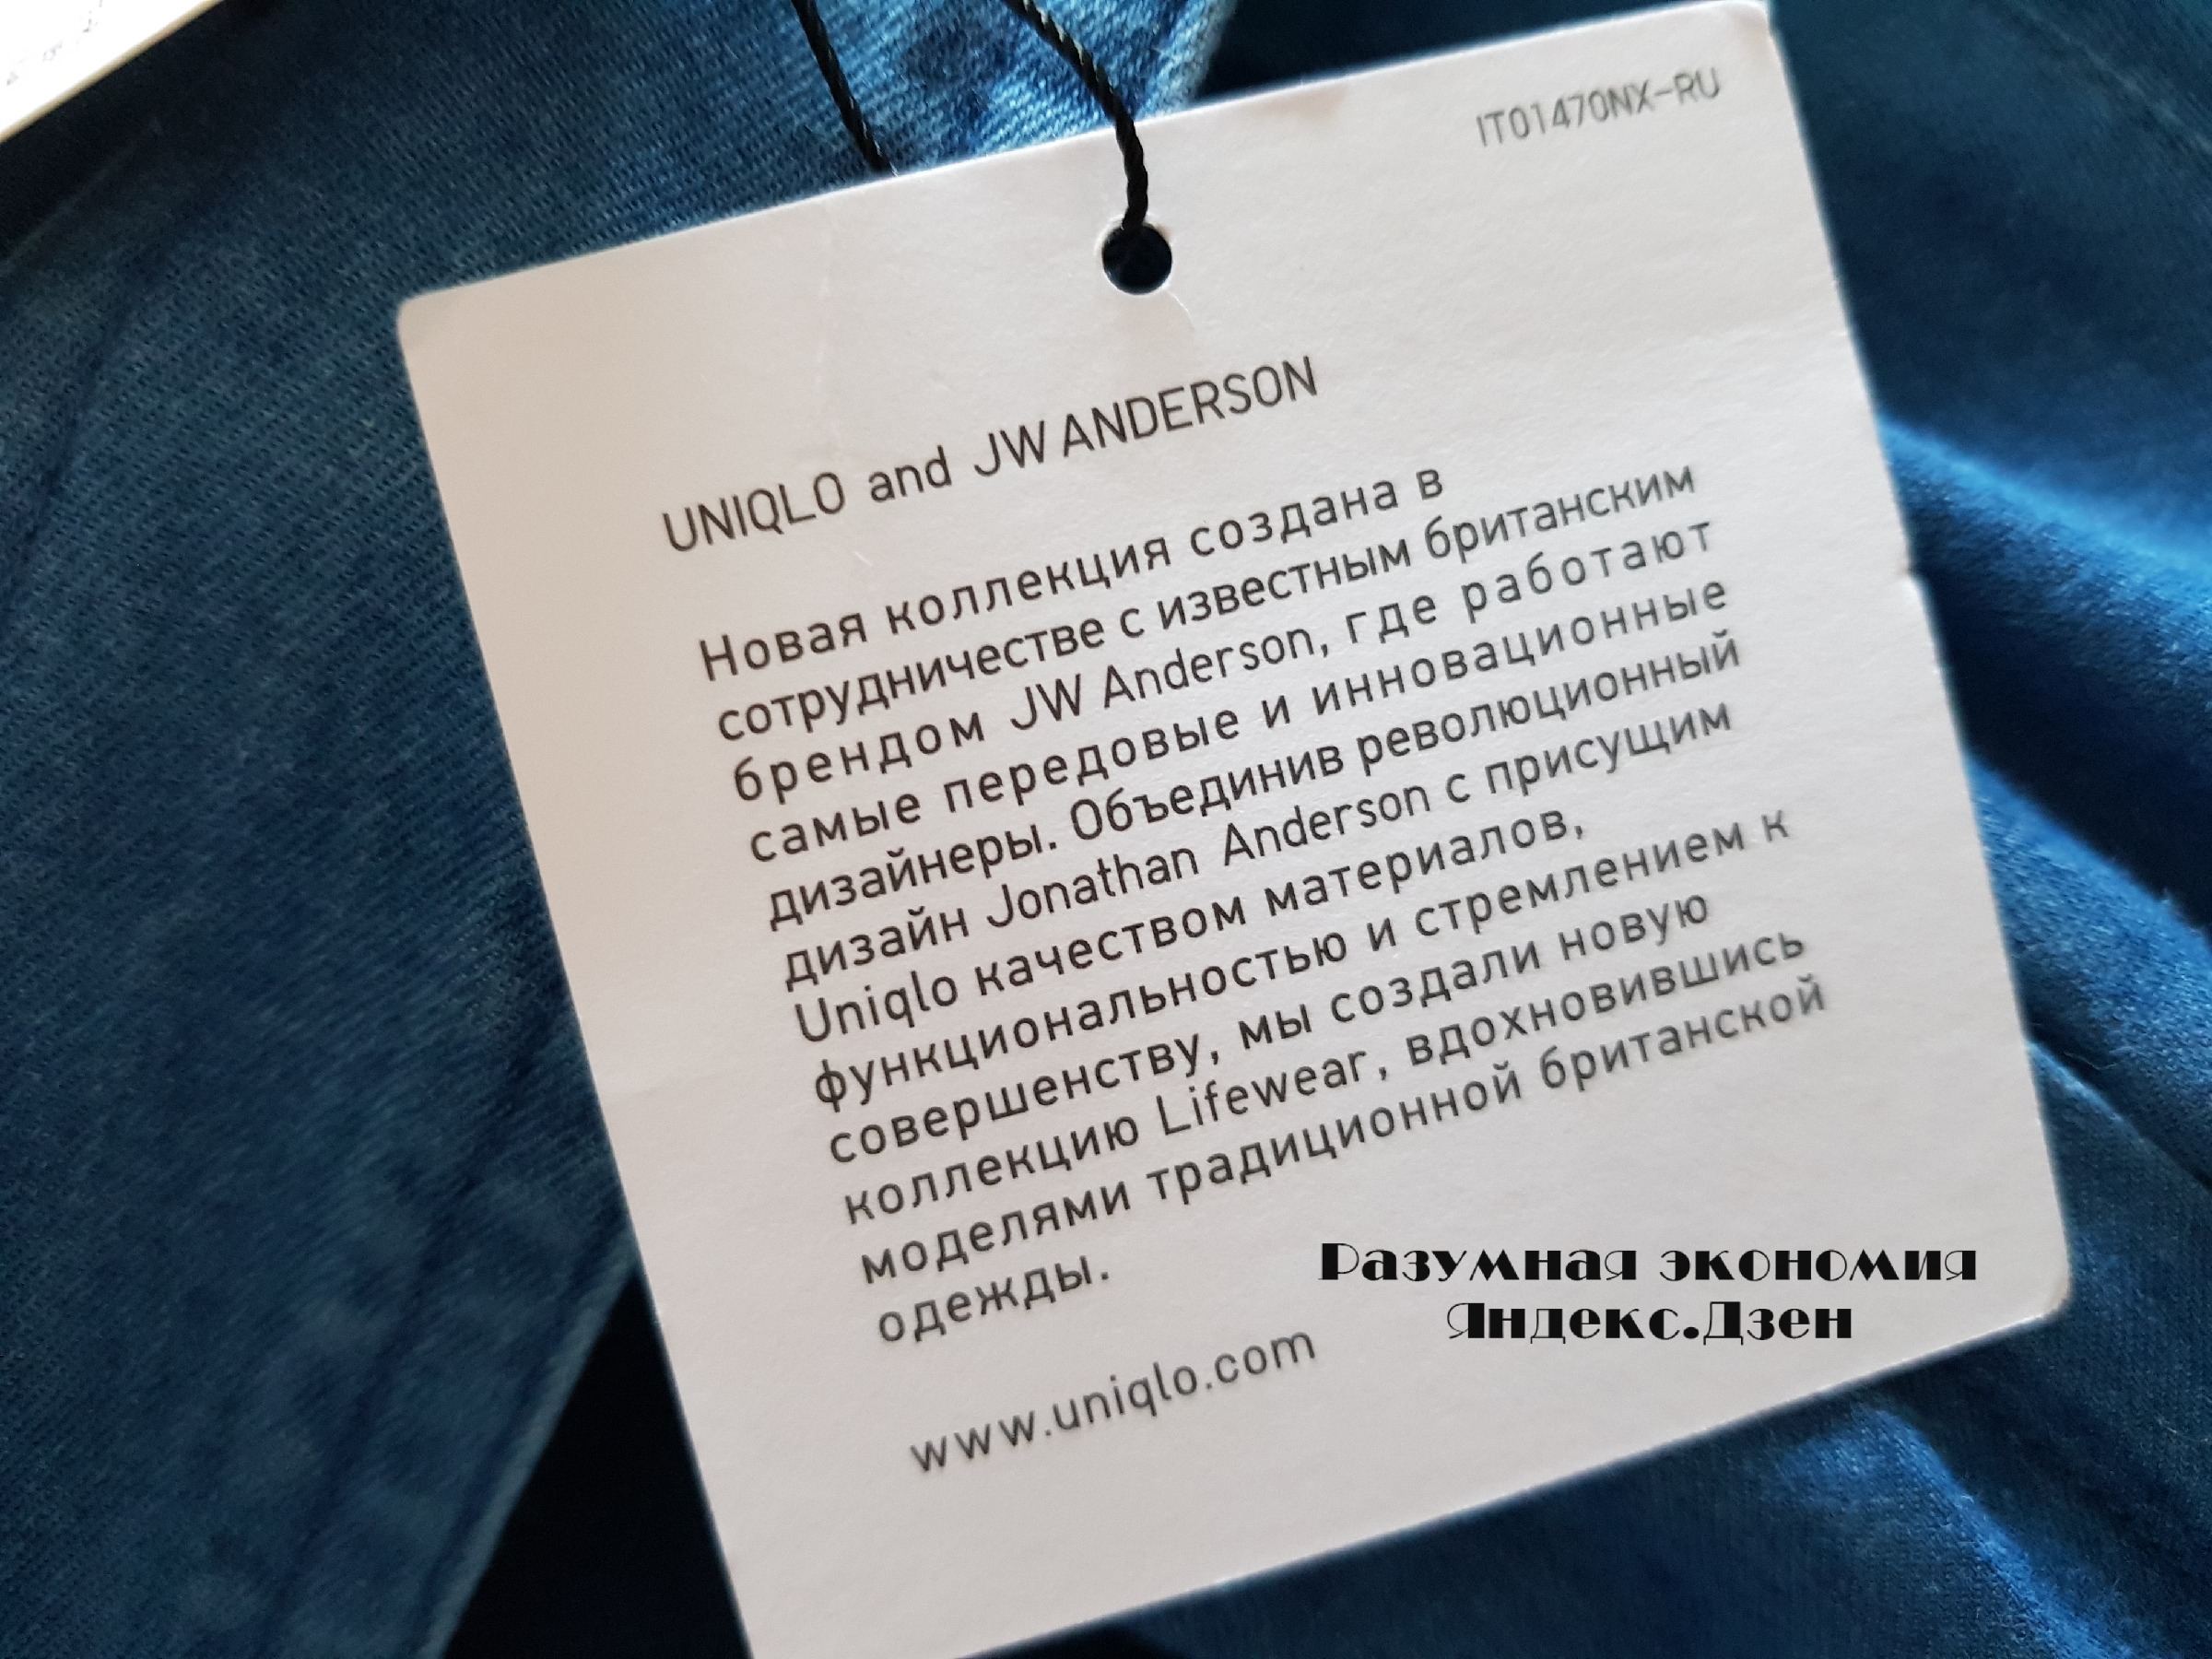 IT01470NX-RU
UNIQLO and JW ANDERSON
Новая коллекция создана в
сотрудничестве с известным британским
брендом JW Anderson, где работают
самые передовые и инновационные
дизайнеры. Объединив революционный
дизайн Jonathan Anderson с присущим
Uniqlo качеством материалов,
функциональностью и стремлением к
совершенству, мы создали новую
коллекцию Lifewear, вдохновившись
моделями традиционной британской
одежды.
www.uniqlo.com
Разумная экономия
Яндекс.Дзен